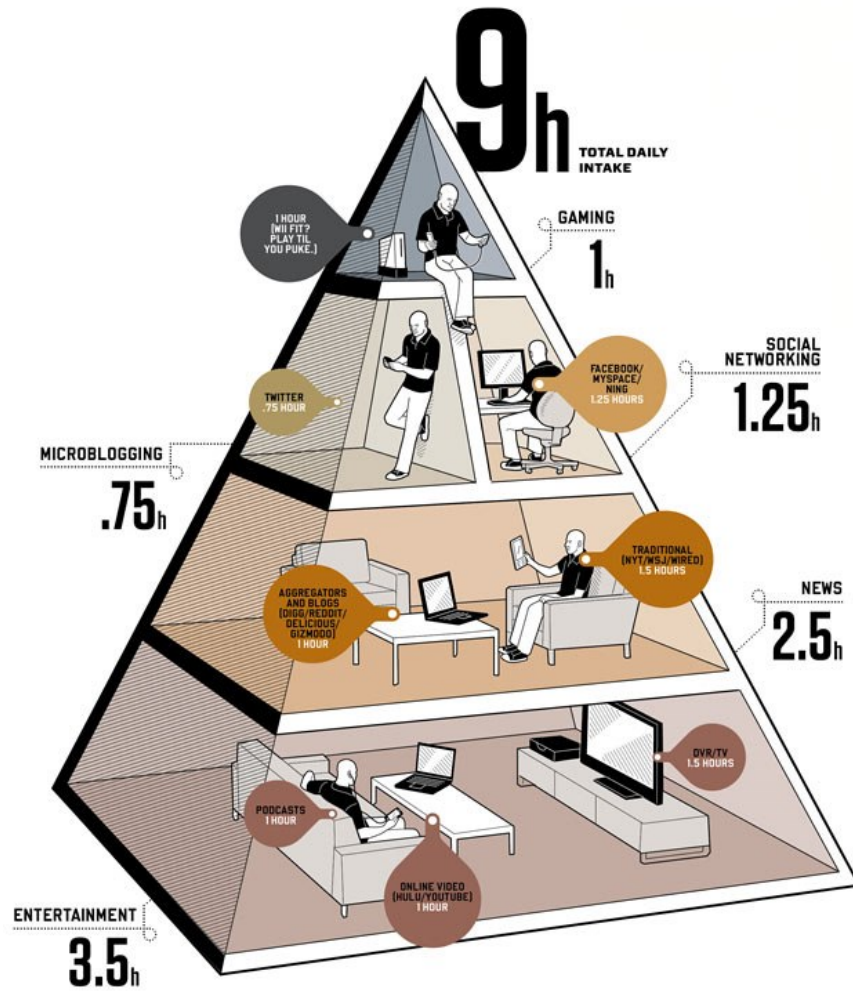 9h
TOTAL DAILY
INTAKE
1 HOUR
(WII FIT?
PLAY TIL
YOU PUKE.)
GAMING
1h
TWITTER
.75 HOUR
FACEBOOK/
MYSPACE/
NING
1.25 HOURS
SOCIAL
NETWORKING
1.25h
MICROBLOGGING
.75h
AGGREGATORS
AND BLOGS
(DIGG/REDDIT/
DELICIOUS/
GIZMODO)
1 HOUR
TRADITIONAL
(NYT/WSJ/WIRED)
1.5 HOURS
NEWS
2.5h
PODCASTS
1 HOUR
ONLINE VIDEO
(HULU/YOUTUBE)
1 HOUR
DVR/TV
1.5 HOURS
ENTERTAINMENT
3.5h